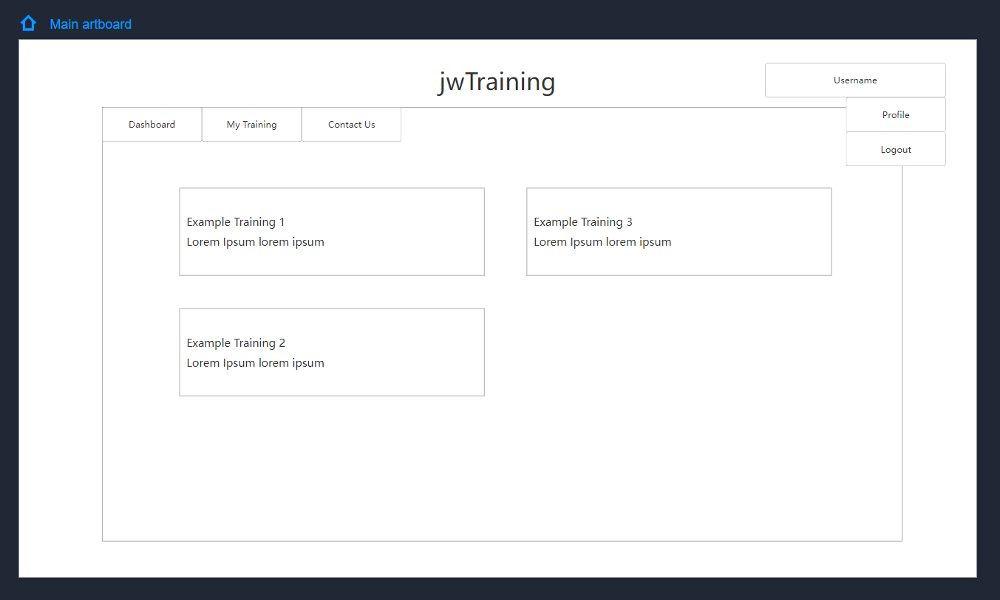 Main artboard
jwTraining
Username
Profile
Logout
Dashboard
My Training
Contact Us
Example Training 1
Lorem Ipsum lorem ipsum
Example Training 3
Lorem Ipsum lorem ipsum
Example Training 2
Lorem Ipsum lorem ipsum